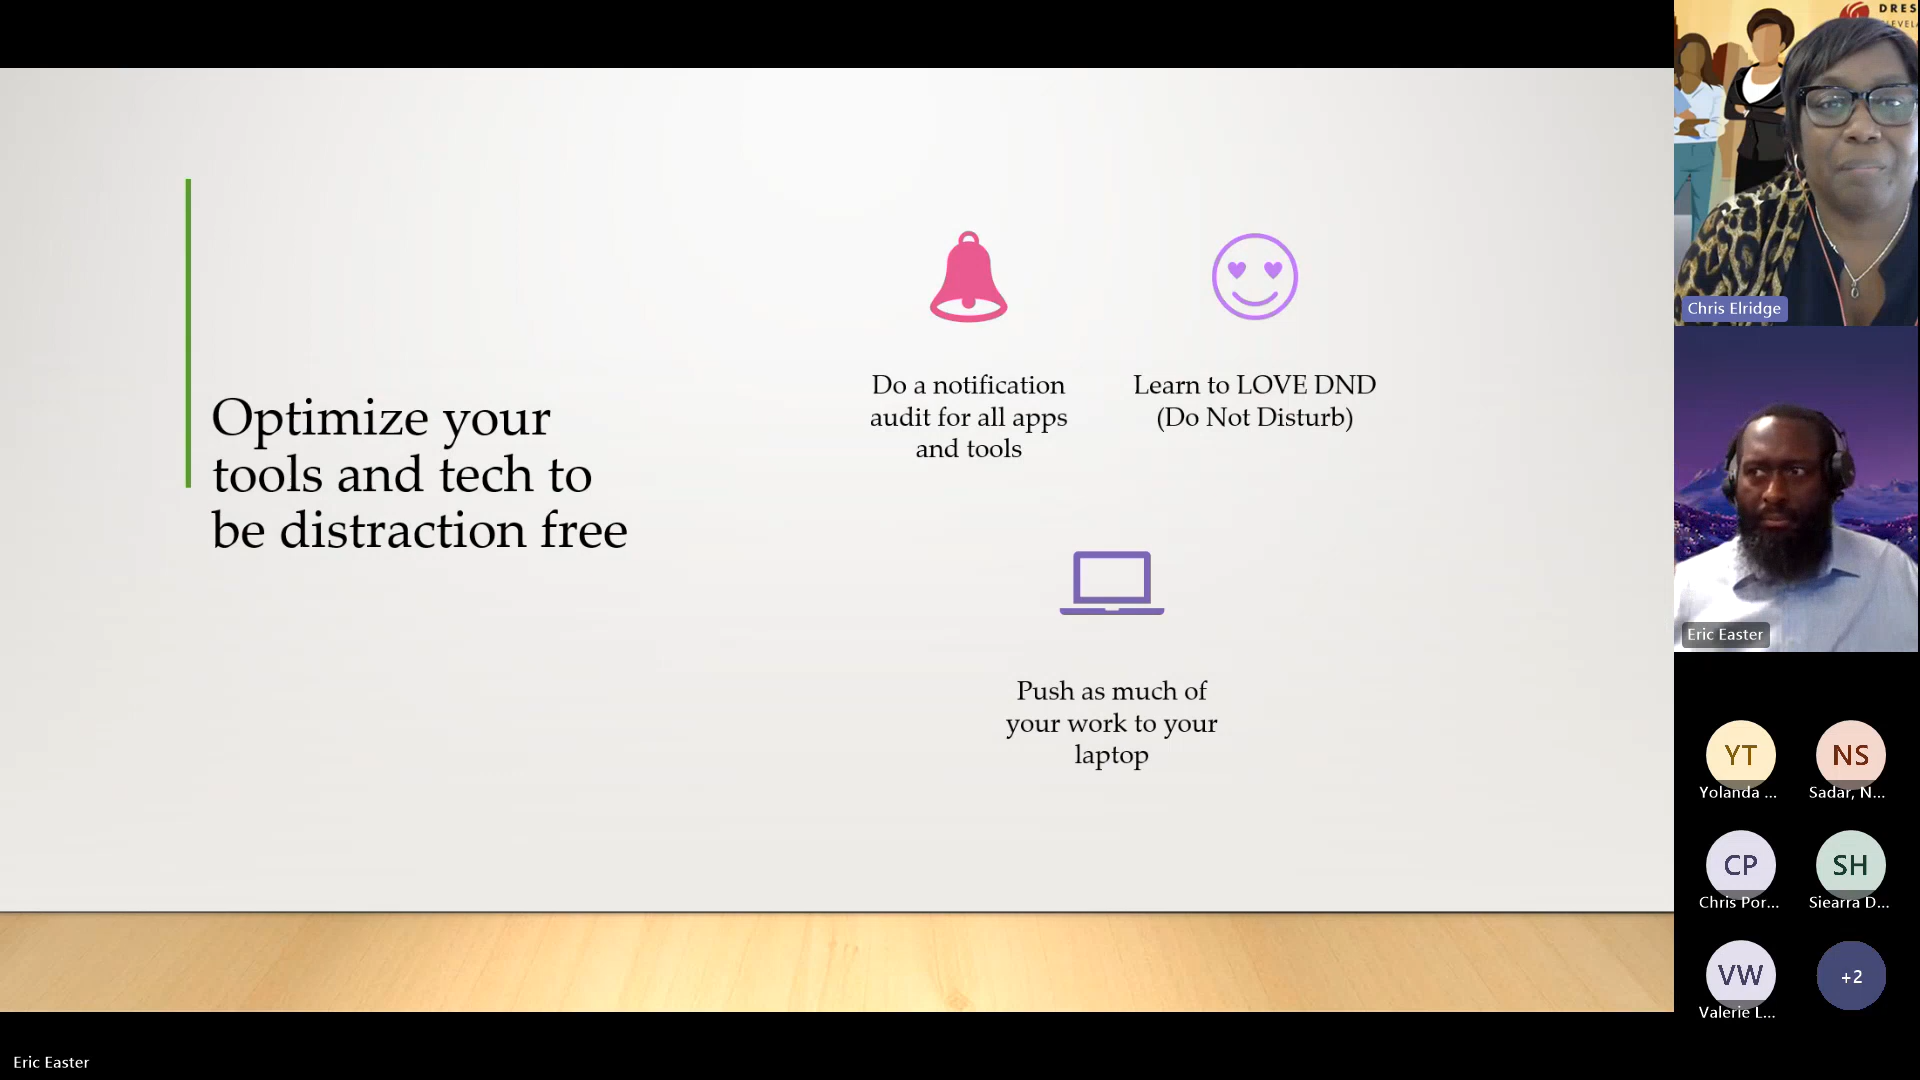 Optimize your
tools and tech to
be distraction free
Do a notification
audit for all apps
and tools
Learn to LOVE DND
(Do Not Disturb)
Push as much of
your work to your
laptop
DRES
Chris Elridge
Eric Easter
YT
Yolanda ...
NS
Sadar, N...
CP
Chris Por...
SH
Siearra D...
VW
Valerie L...
+2
Eric Easter